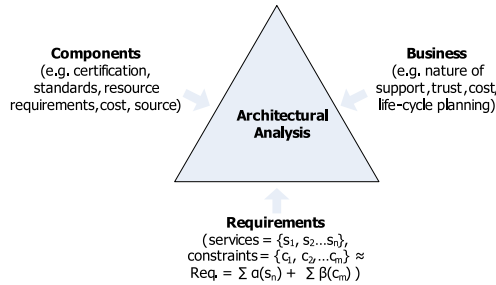 Components
(e.g. certification,
standards, resource
requirements, cost, source)
Business
(e.g. nature of
support, trust, cost,
life-cycle planning)
Architectural
Analysis
Requirements
(services = {s₁, s₂...sₙ},
constraints = {c₁, c₂,...cₘ} ≈
Req. = ∑ α(sₙ) + ∑ β(cₘ) )